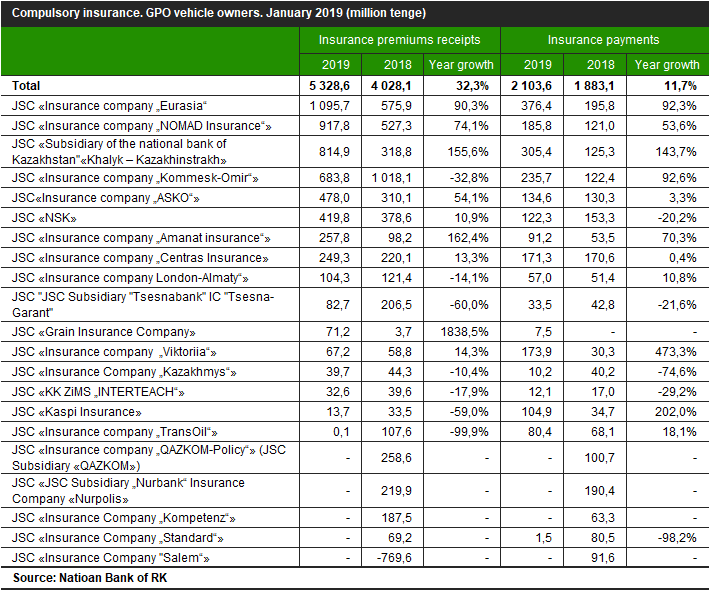 Compulsory insurance. GPO vehicle owners. January 2019 (million tenge)
Insurance premiums receipts Insurance payments
2019 2018 Year growth 2019 2018 Year growth
Total 5 328,6 4 028,1 32,3% 2 103,6 1 883,1 11,7%
JSC «Insurance company „Eurasia“ 1 095,7 575,9 90,3% 376,4 195,8 92,3%
JSC «Insurance company „NOMAD Insurance“» 917,8 527,3 74,1% 185,8 121,0 53,6%
JSC «Subsidiary of the national bank of
Kazakhstan"«Khalyk – Kazakhinstrakh» 814,9 318,8 155,6% 305,4 125,3 143,7%
JSC «Insurance company „Kommesk-Omir“» 683,8 1 018,1 -32,8% 235,7 122,4 92,6%
JSC«Insurance company „ASKO“» 478,0 310,1 54,1% 134,6 130,3 3,3%
JSC «NSK» 419,8 378,6 10,9% 122,3 153,3 -20,2%
JSC «Insurance company „Amanat insurance“» 257,8 98,2 162,4% 91,2 53,5 70,3%
JSC «Insurance company „Centras Insurance» 249,3 220,1 13,3% 171,3 170,6 0,4%
JSC «Insurance company London-Almaty“» 104,3 121,4 -14,1% 57,0 51,4 10,8%
JSC "JSC Subsidiary "Tsesnabank" IC "Tsesna-
Garant" 82,7 206,5 -60,0% 33,5 42,8 -21,6%
JSC «Grain Insurance Company» 71,2 3,7 1838,5% 7,5 - -
JSC «Insurance company „Viktoriia“» 67,2 58,8 14,3% 173,9 30,3 473,3%
JSC «Insurance Company „Kazakhmys“» 39,7 44,3 -10,4% 10,2 40,2 -74,6%
JSC «KK ZiMS „INTERTEACH“» 32,6 39,6 -17,9% 12,1 17,0 -29,2%
JSC «Kaspi Insurance» 13,7 33,5 -59,0% 104,9 34,7 202,0%
JSC «Insurance company „TransOil“» 0,1 107,6 -99,9% 80,4 68,1 18,1%
JSC «Insurance company „QAZKOM-Policy“» (JSC
Subsidiary «QAZKOM») - 258,6 - - 100,7 -
JSC «JSC Subsidiary „Nurbank“ Insurance
Company «Nurpolis» - 219,9 - - 190,4 -
JSC «Insurance Company „Kompetenz“» - 187,5 - - 63,3 -
JSC «Insurance Company „Standard“» - 69,2 - 1,5 80,5 -98,2%
JSC «Insurance Company "Salem“» - -769,6 - - 91,6 -
Source: Natioan Bank of RK